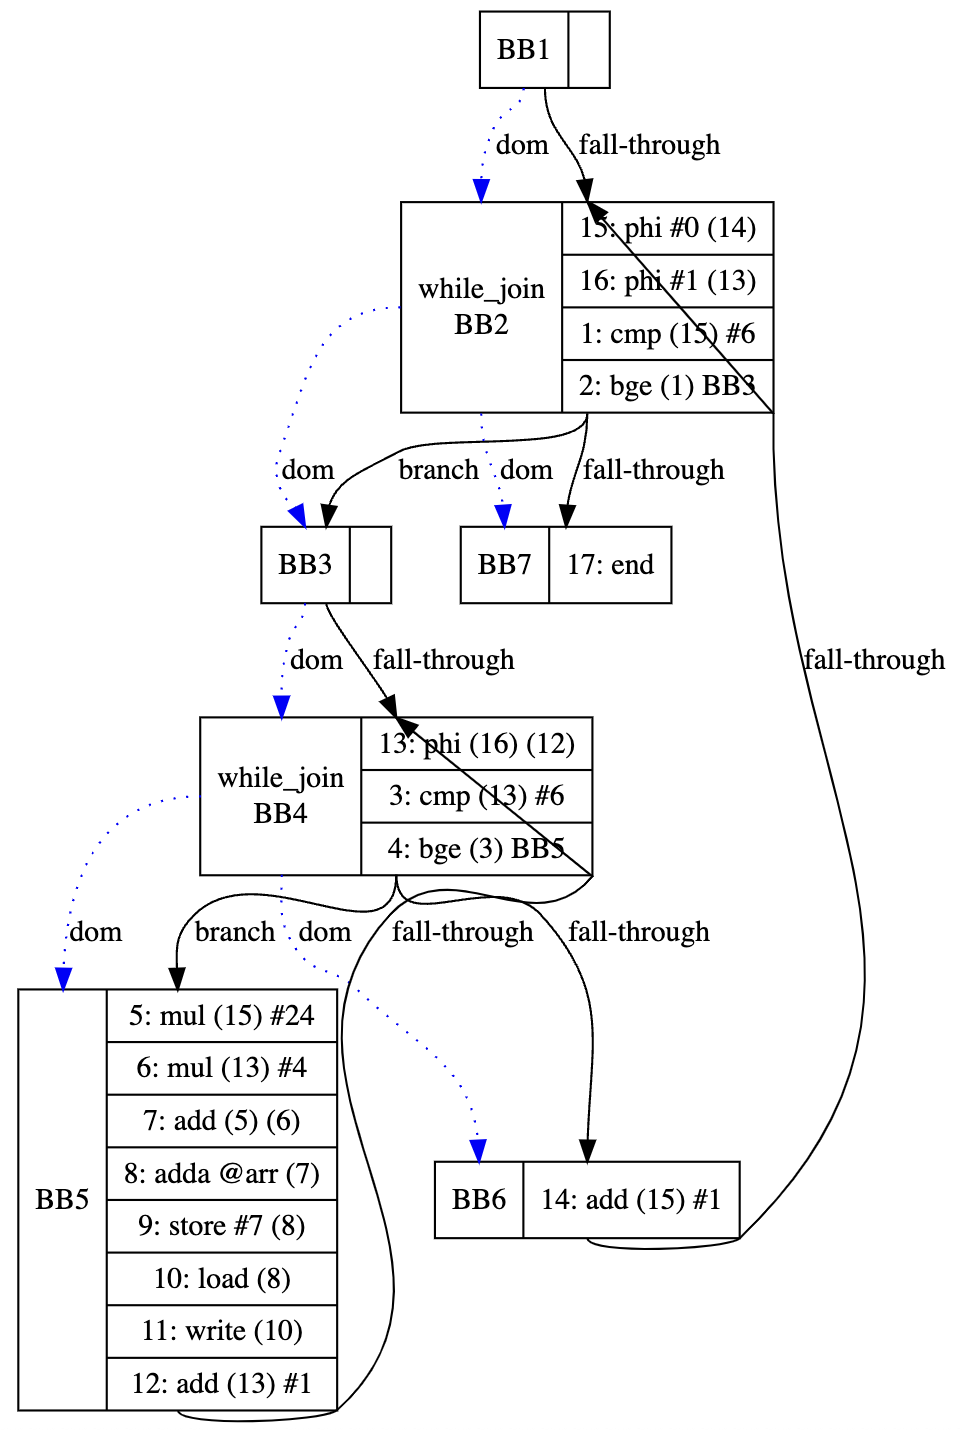 BB1
dom
fall-through
while_join
BB2
15: phi #0 (14)
16: phi #1 (13)
1: cmp (15) #6
2: bge (1) BB3
dom
branch
dom
fall-through
BB3
BB7
17: end
dom
fall-through
fall-through
while_join
BB4
13: phi (16) (12)
3: cmp (13) #6
4: bge (3) BB5
dom
branch
dom
fall-through
fall-through
BB5
5: mul (15) #24
6: mul (13) #4
7: add (5) (6)
8: adda @arr (7)
9: store #7 (8)
10: load (8)
11: write (10)
12: add (13) #1
BB6
14: add (15) #1